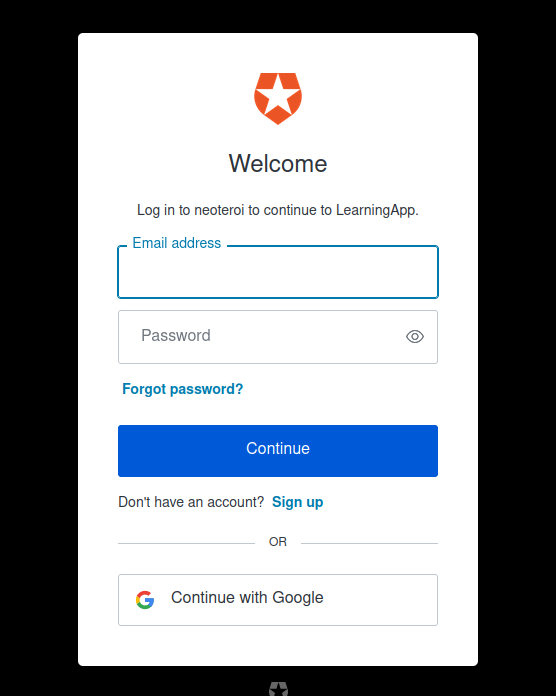 Welcome
Log in to neoteroi to continue to LearningApp.
Email address
Password
Forgot password?
Continue
Don't have an account? Sign up
OR
Continue with Google